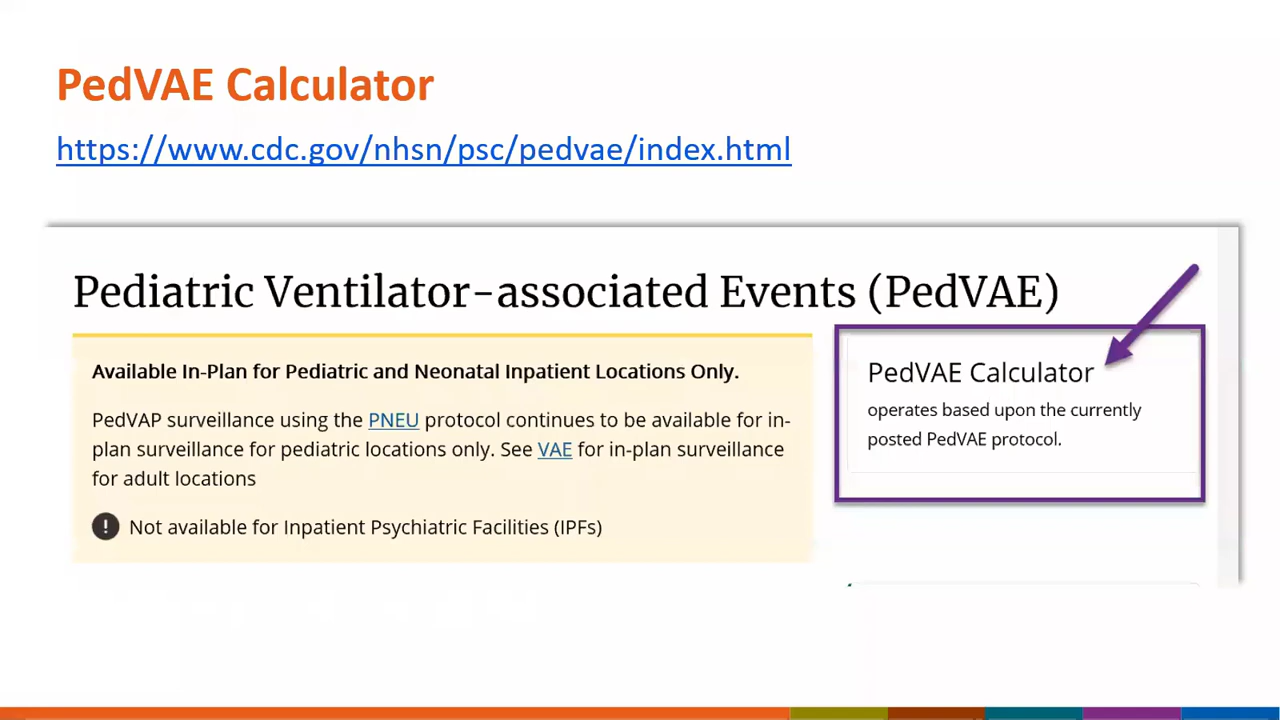 PedVAE Calculator
https://www.cdc.gov/nhsn/psc/pedvae/index.html
Pediatric Ventilator-associated Events (PedVAE)
Available In-Plan for Pediatric and Neonatal Inpatient Locations Only.
PedVAP surveillance using the PNEU protocol continues to be available for in-
plan surveillance for pediatric locations only. See VAE for in-plan surveillance
for adult locations
! Not available for Inpatient Psychiatric Facilities (IPFs)
PedVAE Calculator
operates based upon the currently
posted PedVAE protocol.